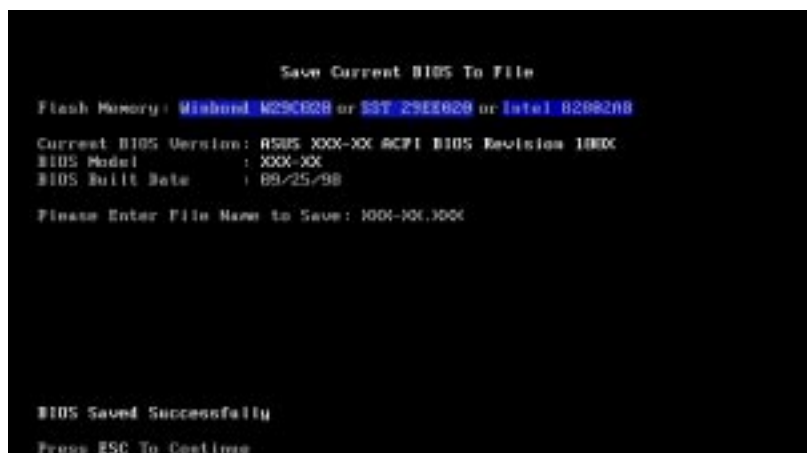 Save Current BIOS To File
Flash Memory: Winbond W29C020 or SST 29EE020 or Intel 82802AB
Current BIOS Version: ASUS XXX-XX ACPI BIOS Revision 100X
BIOS Model : XXX-XX
BIOS Built Date : 09/25/98
Please Enter File Name to Save: XXX-XX.XXX
BIOS Saved Successfully
Press ESC To Continue